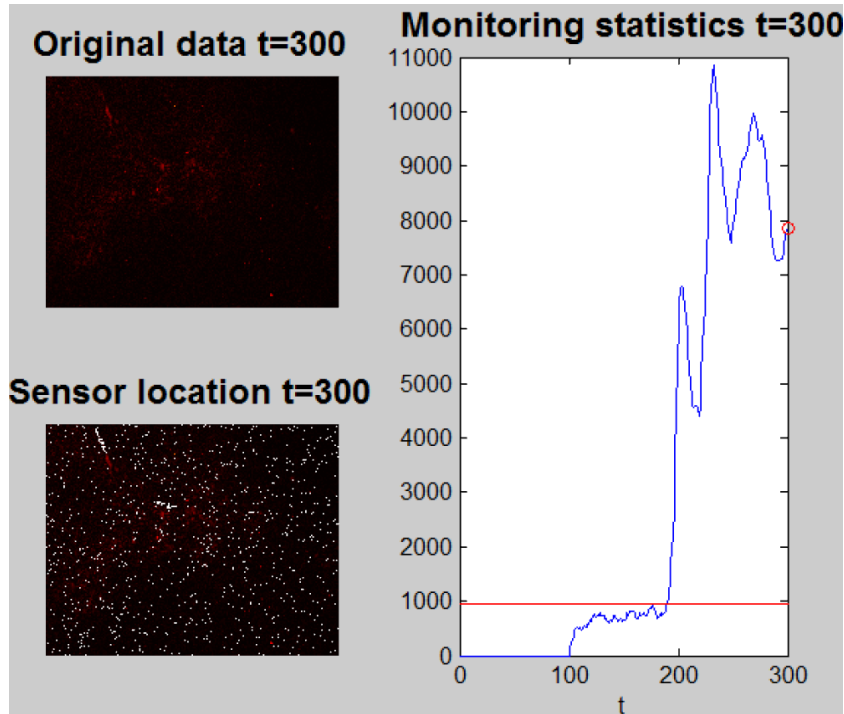 Original data t=300
Monitoring statistics t=300
11000
10000
9000
8000
7000
6000
5000
4000
3000
2000
1000
0
0 100 200 300
t
Sensor location t=300